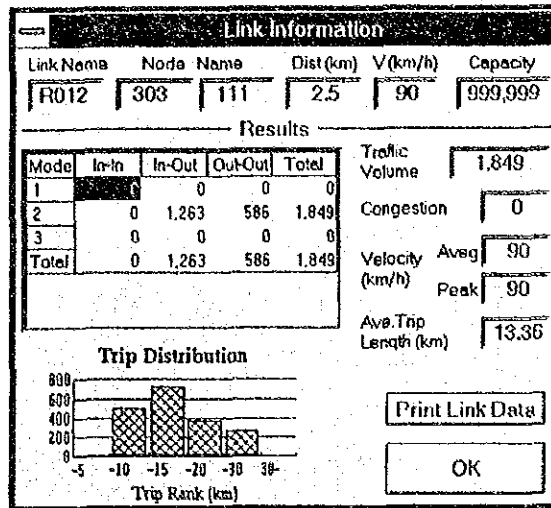 Link Information
Link Name Node Name Dist (km) V (km/h) Capacity
R012 303 111 2.5 90 999,999
Results
Mode In-In In-Out Out-Out Total
1 0 0 0 0
2 0 1,263 586 1,849
3 0 0 0 0
Total 0 1,263 586 1,849
Traffic Volume 1,849
Congestion 0
Velocity (km/h) Aveg 90
Peak 90
Ave.Trip Length (km) 13.36
Trip Distribution
800
600
400
200
0
-5 -10 -15 -20 -30 30-
Trip Rank (km)
Print Link Data
OK